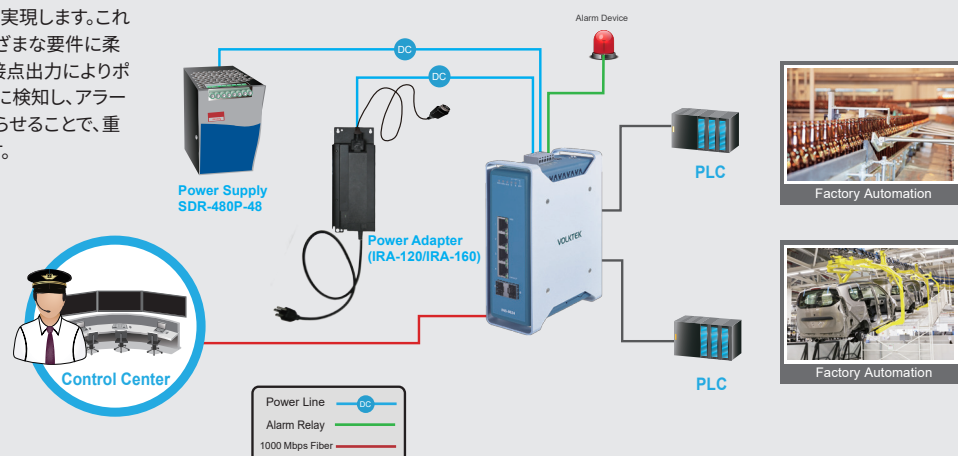 実現します。これ
ざまな要件に柔
接点出力によりポ
に検知し、アラー
らせることで、重
す。
Alarm Device
DC
DC
Power Supply
SDR-480P-48
Power Adapter
(IRA-120/IRA-160)
VOLKTEK
PLC
Factory Automation
PLC
Factory Automation
Control Center
Power Line
DC
Alarm Relay
1000 Mbps Fiber